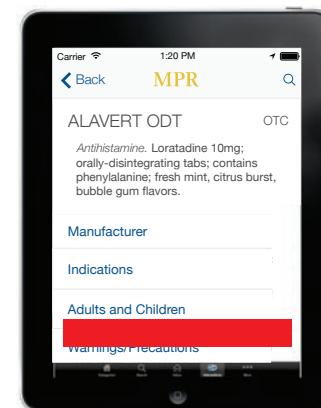 Carrier 1:20 PM
Back MPR
ALAVERT ODT OTC
Antihistamine. Loratadine 10mg;
orally-disintegrating tabs; contains
phenylalanine; fresh mint, citrus burst,
bubble gum flavors.
Manufacturer
Indications
Adults and Children
Warnings/Precautions